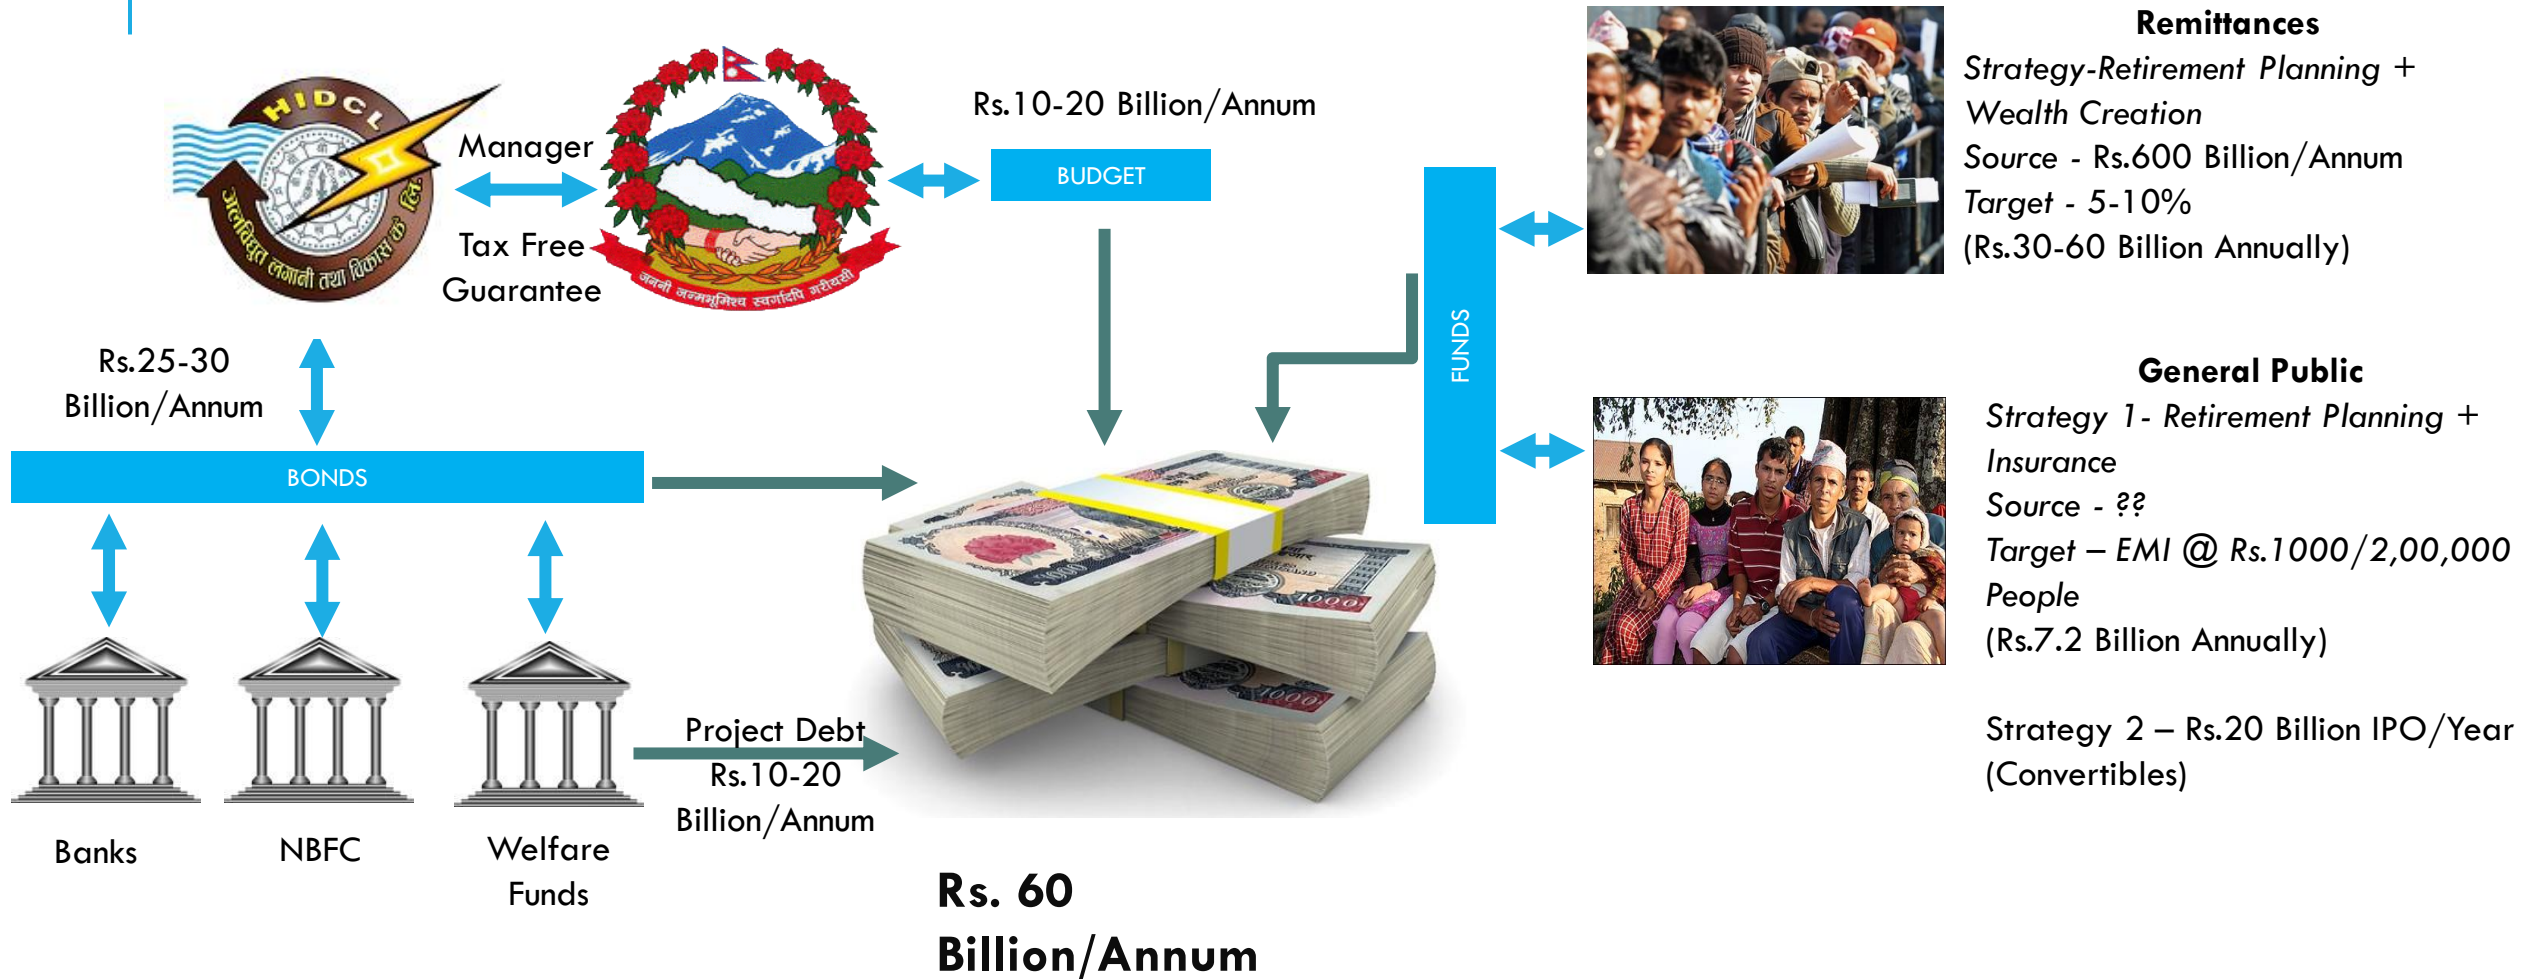 HIDCL
जलविद्युत लगानी तथा विकास कं लि.
Manager
Tax Free
Guarantee
जननी जन्मभूमिश्च स्वर्गादपि गरीयसी
Rs.10-20 Billion/Annum
BUDGET
Rs.25-30
Billion/Annum
BONDS
Banks
NBFC
Welfare
Funds
Project Debt
Rs.10-20
Billion/Annum
1000
1000
1000
Rs. 60
Billion/Annum
FUNDS
Remittances
Strategy-Retirement Planning +
Wealth Creation
Source - Rs.600 Billion/Annum
Target - 5-10%
(Rs.30-60 Billion Annually)
General Public
Strategy 1- Retirement Planning +
Insurance
Source - ??
Target – EMI @ Rs.1000/2,00,000
People
(Rs.7.2 Billion Annually)
Strategy 2 – Rs.20 Billion IPO/Year
(Convertibles)